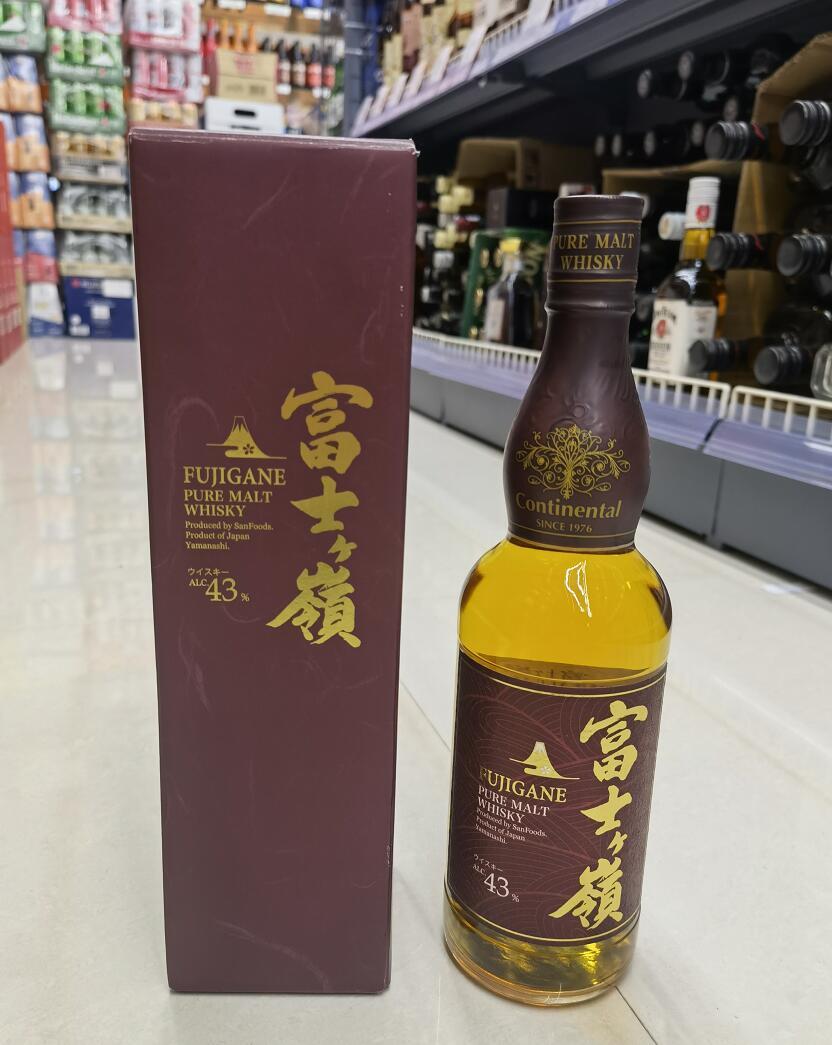 富士ヶ嶺
FUJIGANE
PURE MALT
WHISKY
Produced by SanFoods.
Product of Japan
Yamanashi.
ウイスキー
ALC.43%
PURE MALT
WHISKY
Continental
SINCE 1976
富士ヶ嶺
FUJIGANE
PURE MALT
WHISKY
Produced by SanFoods.
Product of Japan
Yamanashi.
ウイスキー
ALC.43%